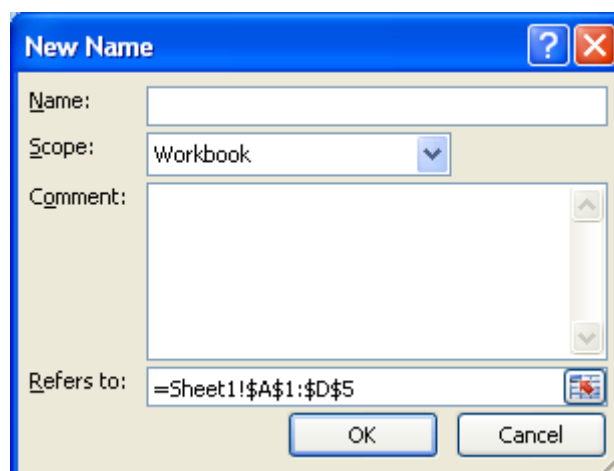 New Name
?
Name:
Scope: Workbook
Comment:
Refers to: =Sheet1!$A$1:$D$5
OK Cancel